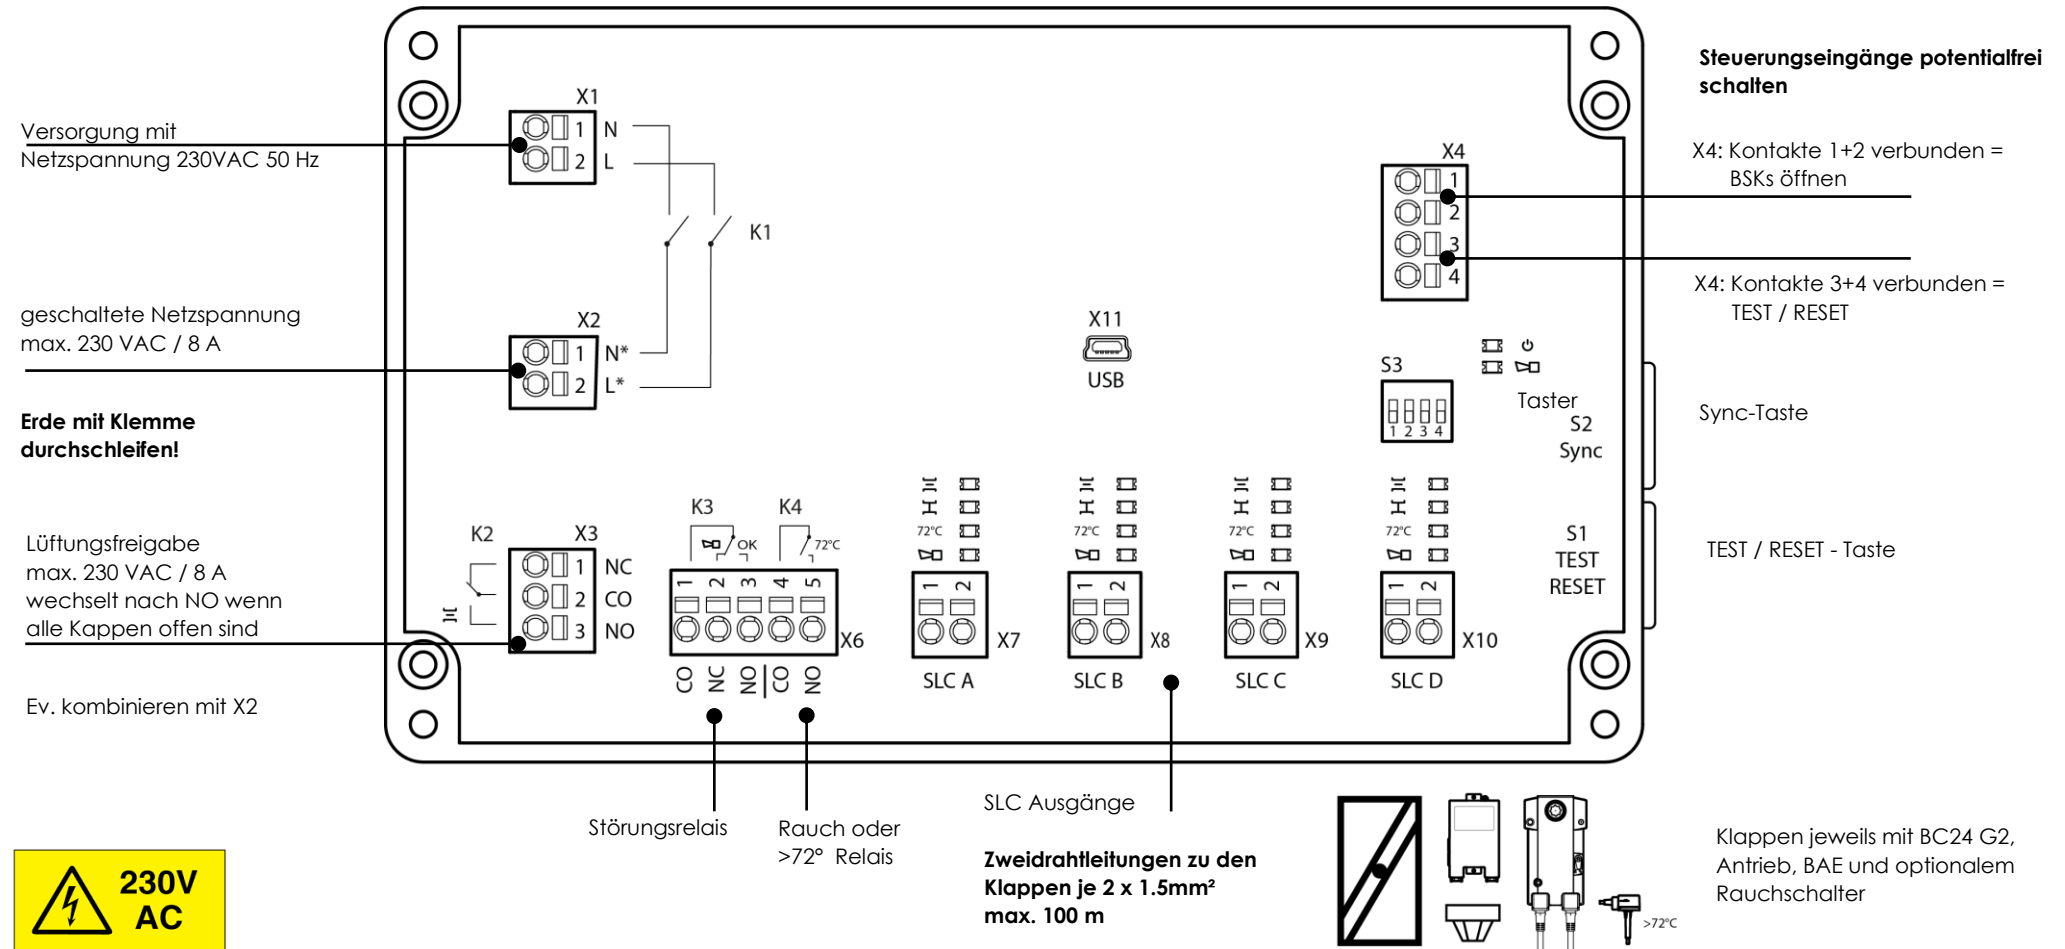 Versorgung mit
Netzspannung 230VAC 50 Hz
geschaltete Netzspannung
max. 230 VAC / 8 A
Erde mit Klemme
durchschleifen!
Lüftungsfreigabe
max. 230 VAC / 8 A
wechselt nach NO wenn
alle Kappen offen sind
Ev. kombinieren mit X2
230V
AC
X1
1 N
2 L
K1
X2
1 N*
2 L*
K2
X3
1 NC
2 CO
3 NO
K3
K4
OK
72°C
1 2 3 4 5
X6
CO NC NO CO NO
Störungsrelais
Rauch oder
>72° Relais
72°C
1 2
X7
SLC A
72°C
1 2
X8
SLC B
72°C
1 2
X9
SLC C
72°C
1 2
X10
SLC D
SLC Ausgänge
Zweidrahtleitungen zu den
Klappen je 2 x 1.5mm²
max. 100 m
X11
USB
X4
1
2
3
4
S3
1 2 3 4
Taster
S2
Sync
S1
TEST
RESET
Steuerungseingänge potentialfrei
schalten
X4: Kontakte 1+2 verbunden =
BSKs öffnen
X4: Kontakte 3+4 verbunden =
TEST / RESET
Sync-Taste
TEST / RESET - Taste
>72°C
Klappen jeweils mit BC24 G2,
Antrieb, BAE und optionalem
Rauchschalter